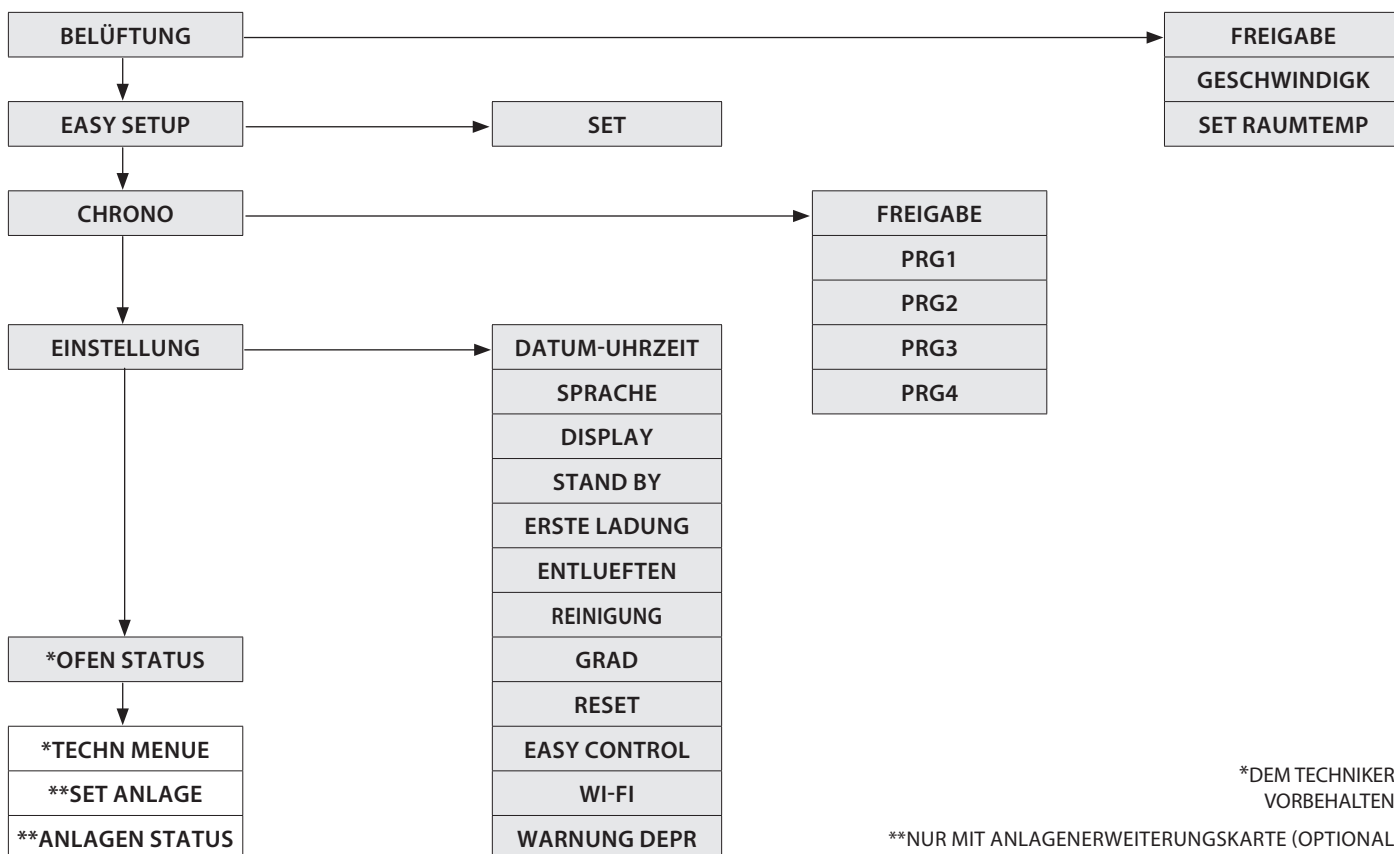 BELÜFTUNG
FREIGABE
GESCHWINDIGK
SET RAUMTEMP
EASY SETUP
SET
CHRONO
FREIGABE
PRG1
PRG2
PRG3
PRG4
EINSTELLUNG
DATUM-UHRZEIT
SPRACHE
DISPLAY
STAND BY
ERSTE LADUNG
ENTLUEFTEN
REINIGUNG
GRAD
RESET
EASY CONTROL
WI-FI
WARNUNG DEPR
*OFEN STATUS
*TECHN MENUE
**SET ANLAGE
**ANLAGEN STATUS
*DEM TECHNIKER
VORBEHALTEN
**NUR MIT ANLAGENERWEITERUNGSKARTE (OPTIONAL